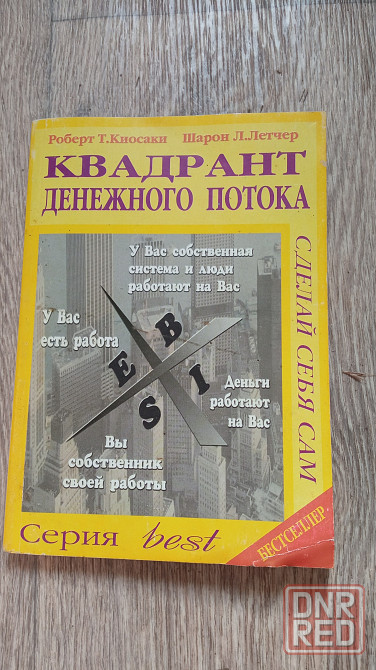 Роберт Т.Киосаки Шарон Л.Летчер
КВАДРАНТ
ДЕНЕЖНОГО ПОТОКА
СДЕЛАЙ СЕБЯ САМ
У Вас собственная
система и люди
работают на Вас
У Вас
есть работа
E B
S I
Деньги
работают
на Вас
Вы
собственник
своей работы
Серия best
БЕСТСЕЛЛЕР
DNR
RED